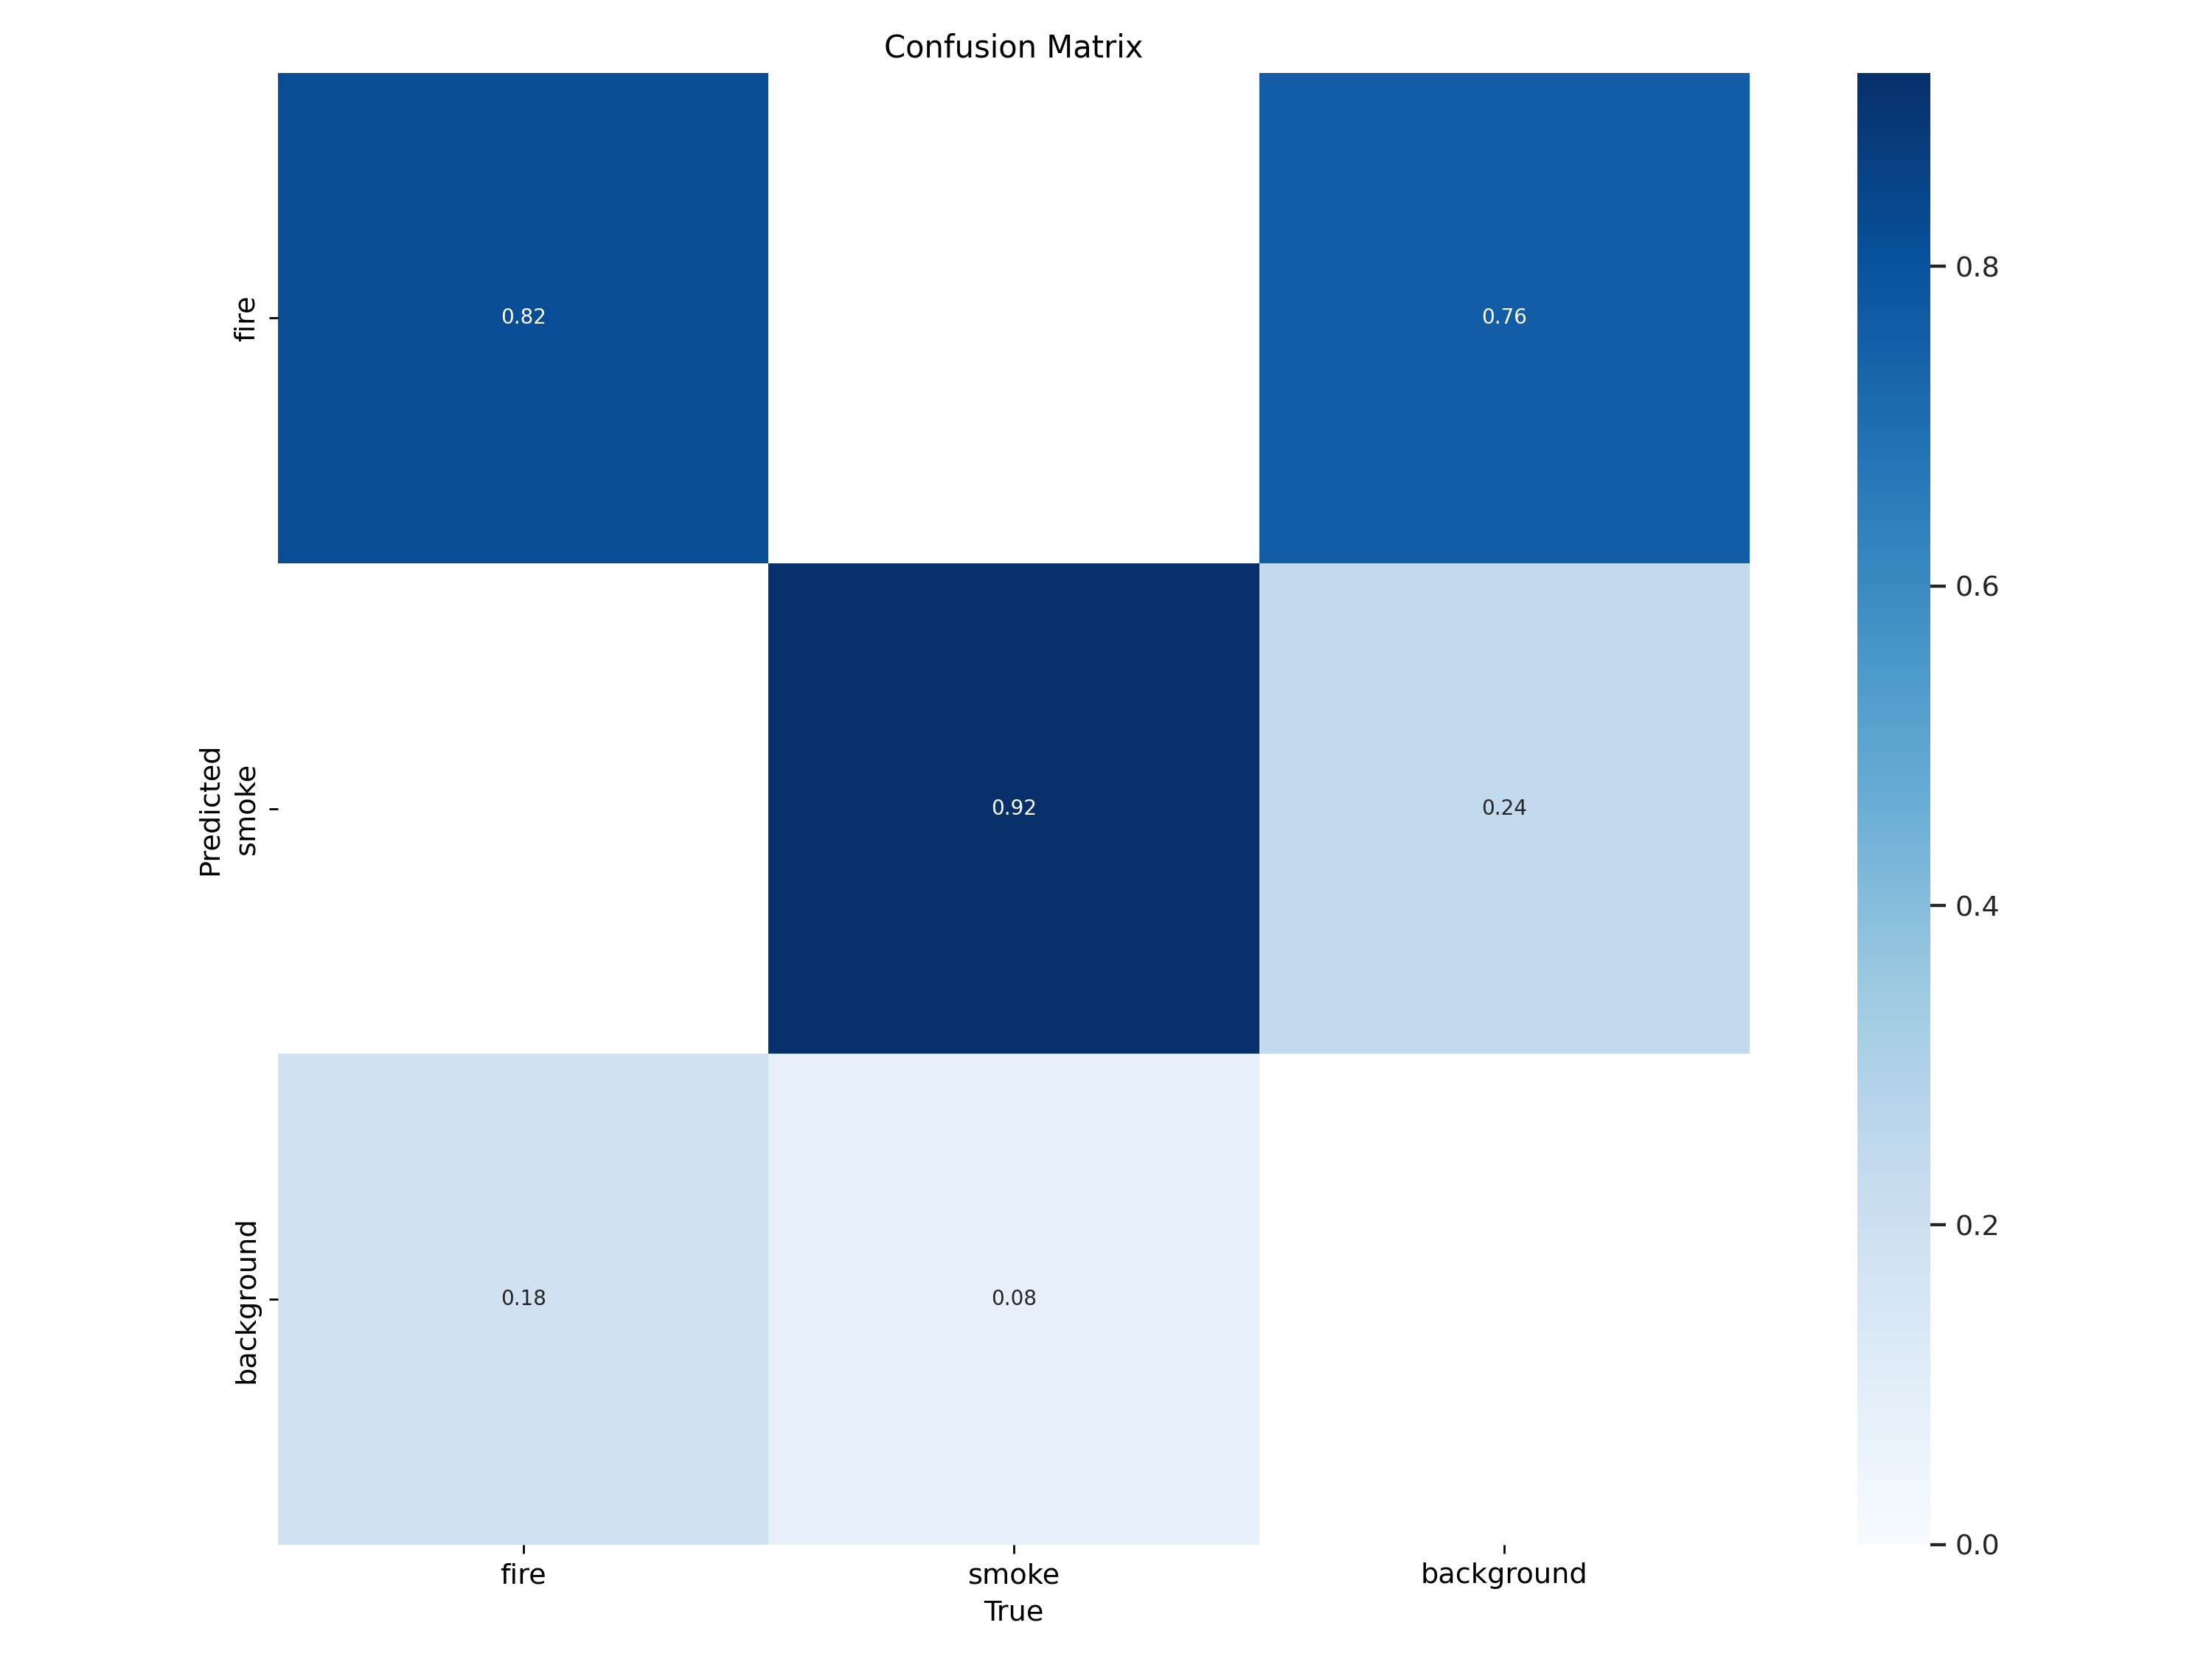 Confusion Matrix
fire
0.82
0.76
0.8
0.6
Predicted
smoke
0.92
0.24
0.4
background
0.18
0.08
0.2
0.0
fire
smoke
background
True